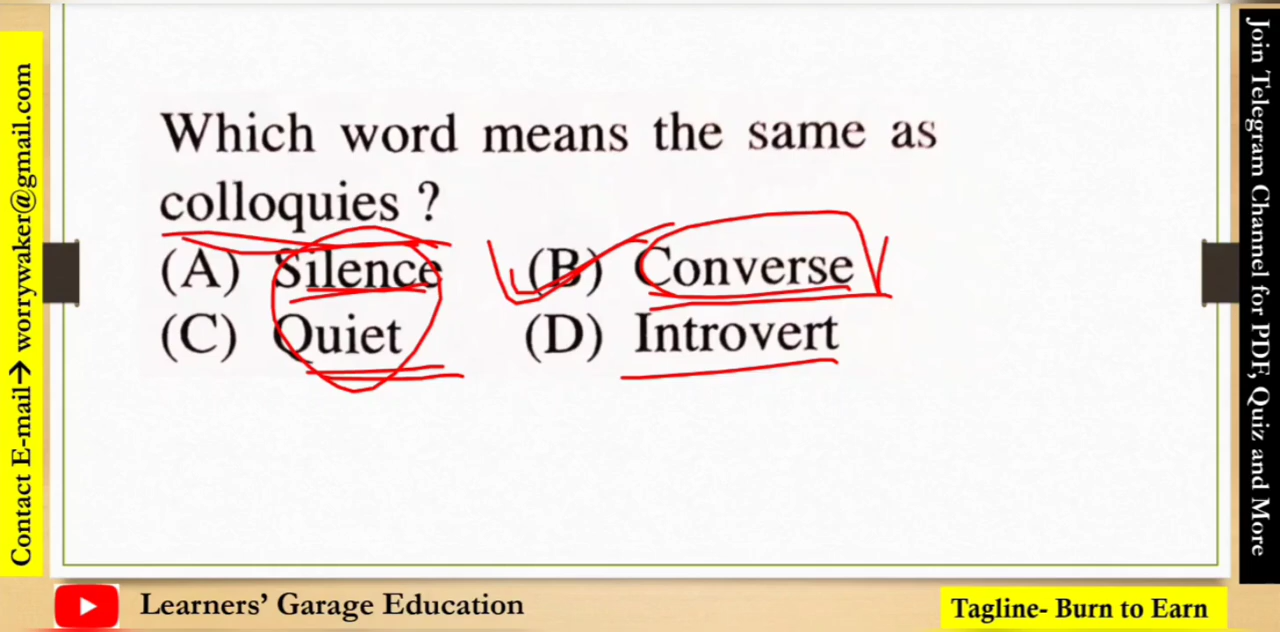 Which word means the same as
colloquies ?
(A) Silence (B) Converse
(C) Quiet (D) Introvert
Contact E-mail→ worrywaker@gmail.com
Join Telegram Channel for PDF, Quiz and More
Learners’ Garage Education
Tagline- Burn to Earn